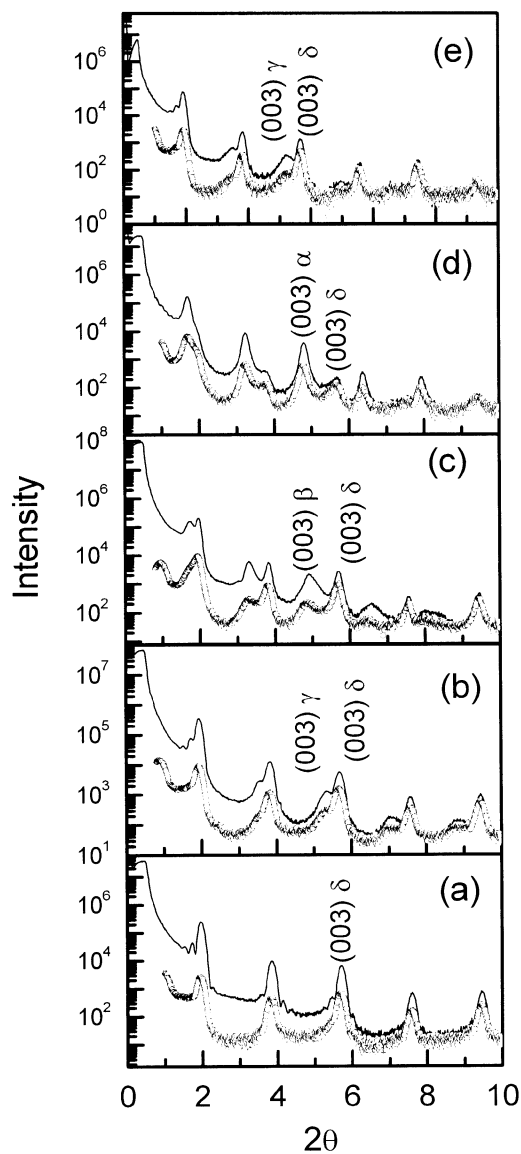 Intensity
(e)
(003) γ
(003) δ
10⁶
10⁴
10²
10⁰
(d)
(003) α
(003) δ
10⁶
10⁴
10²
(c)
(003) β
(003) δ
10⁸
10⁶
10⁴
10²
(b)
(003) γ
(003) δ
10⁷
10⁵
10³
10¹
(a)
(003) δ
10⁶
10⁴
10²
0 2 4 6 8 10
2θ